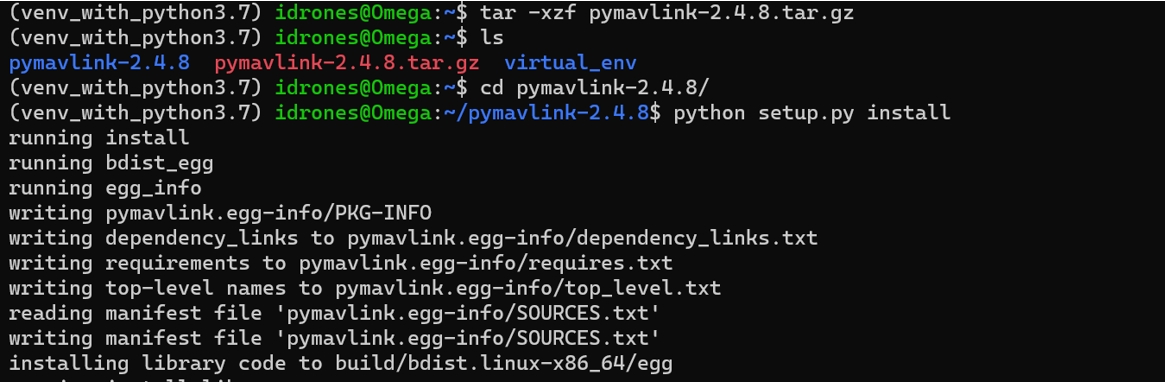 (venv_with_python3.7) idrones@Omega:~$ tar -xzf pymavlink-2.4.8.tar.gz
(venv_with_python3.7) idrones@Omega:~$ ls
pymavlink-2.4.8  pymavlink-2.4.8.tar.gz  virtual_env
(venv_with_python3.7) idrones@Omega:~$ cd pymavlink-2.4.8/
(venv_with_python3.7) idrones@Omega:~/pymavlink-2.4.8$ python setup.py install
running install
running bdist_egg
running egg_info
writing pymavlink.egg-info/PKG-INFO
writing dependency_links to pymavlink.egg-info/dependency_links.txt
writing requirements to pymavlink.egg-info/requires.txt
writing top-level names to pymavlink.egg-info/top_level.txt
reading manifest file 'pymavlink.egg-info/SOURCES.txt'
writing manifest file 'pymavlink.egg-info/SOURCES.txt'
installing library code to build/bdist.linux-x86_64/egg